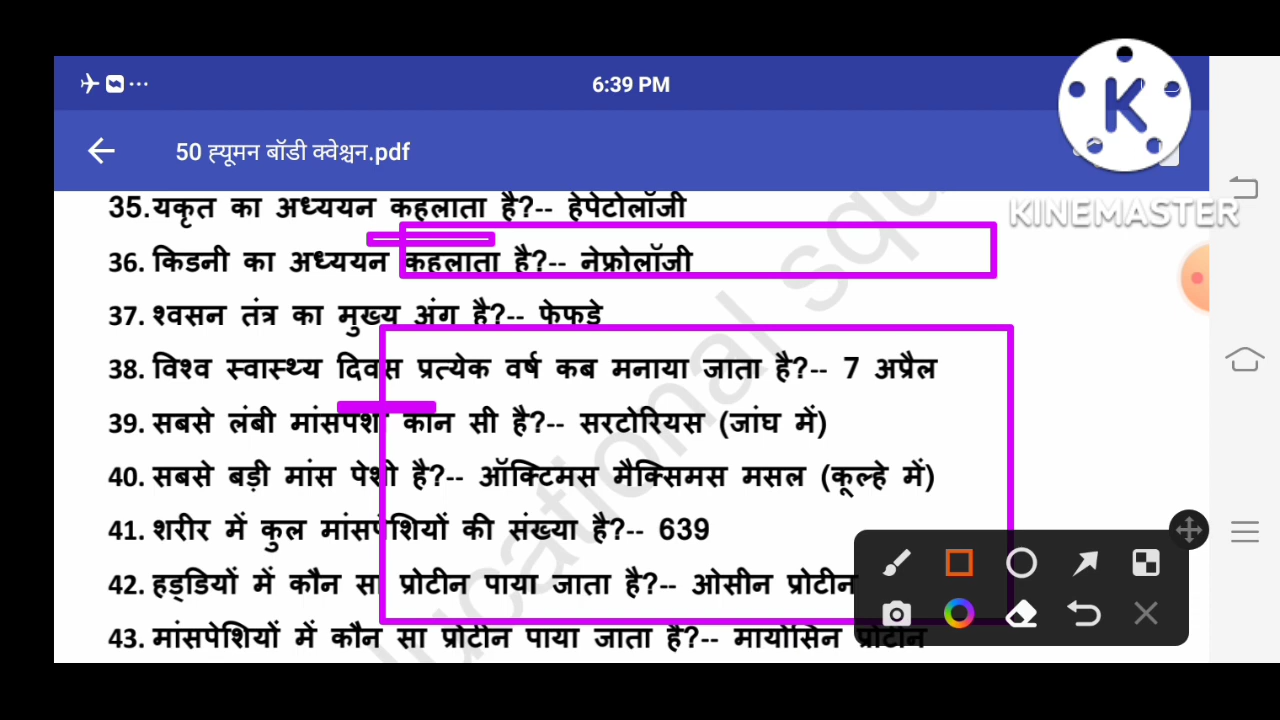 6:39 PM
50 ह्यूमन बॉडी क्वेश्चन.pdf
K
KINEMASTER
35.यकृत का अध्ययन कहलाता है?-- हेपेटोलॉजी
36. किडनी का अध्ययन कहलाता है?-- नेफ्रोलॉजी
37. श्वसन तंत्र का मुख्य अंग है?-- फेफडे
38. विश्व स्वास्थ्य दिवस प्रत्येक वर्ष कब मनाया जाता है?-- 7 अप्रैल
39. सबसे लंबी मांसपेशी कौन सी है?-- सरटोरियस (जांघ में)
40. सबसे बड़ी मांस पेशी है?-- ऑक्टिमस मैक्सिमस मसल (कूल्हे में)
41. शरीर में कुल मांसपेशियों की संख्या है?-- 639
42. हड्डियों में कौन सा प्रोटीन पाया जाता है?-- ओसीन प्रोटीन
43. मांसपेशियों में कौन सा प्रोटीन पाया जाता है?-- मायोसिन प्रोटीन